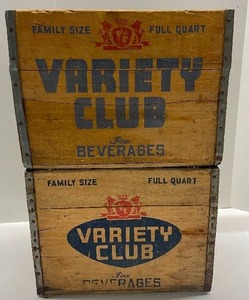 FAMILY SIZE FULL QUART
VARIETY
CLUB
Fine
BEVERAGES
FAMILY SIZE FULL QUART
VARIETY
CLUB
Fine
BEVERAGES